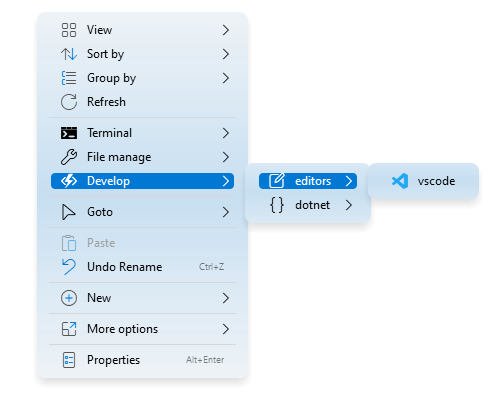 View
Sort by
Group by
Refresh
Terminal
File manage
Develop
editors
vscode
dotnet
Goto
Paste
Undo Rename Ctrl+Z
New
More options
Properties Alt+Enter